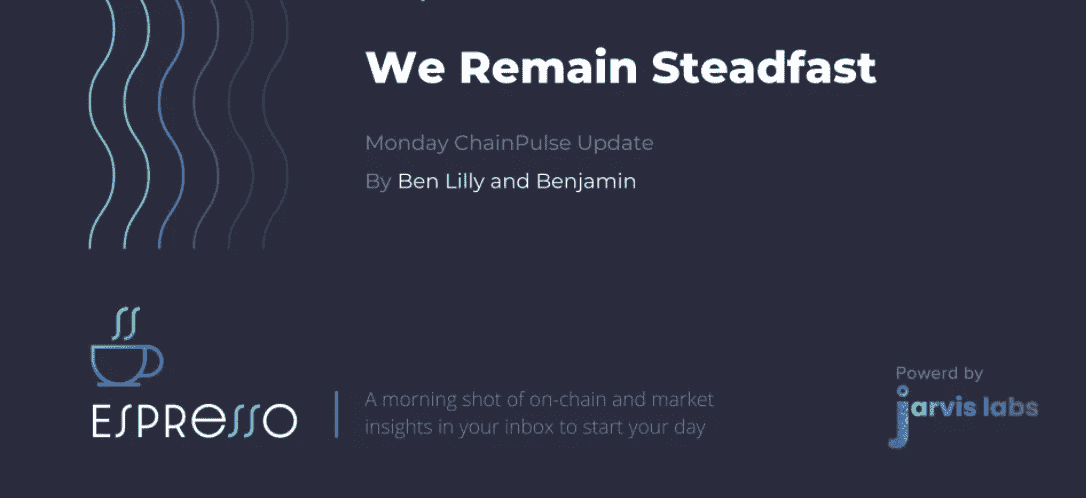 We Remain Steadfast
Monday ChainPulse Update
By Ben Lilly and Benjamin
ESPRESSO
A morning shot of on-chain and market
insights in your inbox to start your day
Powerd by
jarvis labs